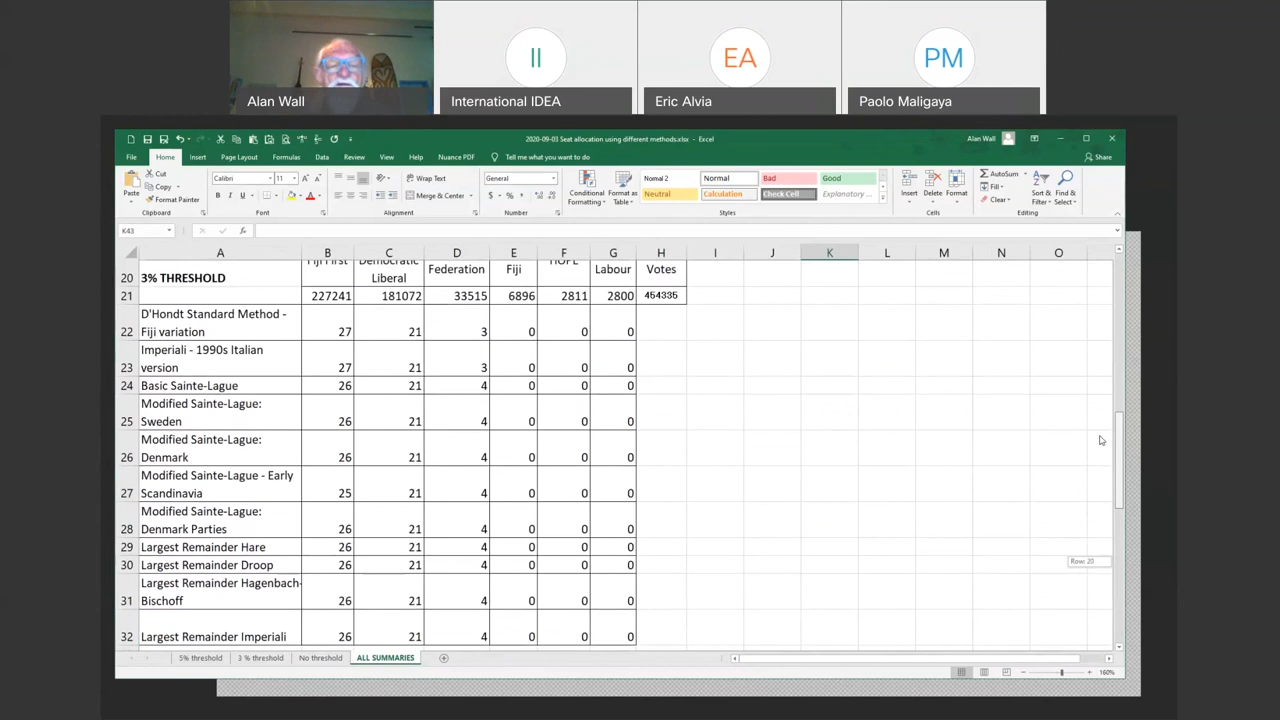 II
EA
PM
Alan Wall
International IDEA
Eric Alvia
Paolo Maligaya
2020-09-03 Seat allocation using different methods.xlsx - Excel
Alan Wall
File
Home
Insert
Page Layout
Formulas
Data
Review
View
Help
Nuance PDF
Tell me what you want to do
Share
Paste
Cut
Copy
Format Painter
Calibri
11
B I U
Wrap Text
Merge & Center
General
$ % ,
Conditional Formatting
Format as Table
Normal 2
Normal
Bad
Good
Neutral
Calculation
Check Cell
Explanatory ...
Insert
Delete
Format
AutoSum
Fill
Clear
Sort & Filter
Find & Select
Clipboard
Font
Alignment
Number
Styles
Cells
Editing
K43
fx
A B C D E F G H I J K L M N O
Fiji First
Democratic
HOPE
20 3% THRESHOLD Liberal Federation Fiji Labour Votes
21 227241 181072 33515 6896 2811 2800 454335
D'Hondt Standard Method -
22 Fiji variation 27 21 3 0 0 0
Imperiali - 1990s Italian
23 version 27 21 3 0 0 0
24 Basic Sainte-Lague 26 21 4 0 0 0
Modified Sainte-Lague:
25 Sweden 26 21 4 0 0 0
Modified Sainte-Lague:
26 Denmark 26 21 4 0 0 0
Modified Sainte-Lague - Early
27 Scandinavia 25 21 4 0 0 0
Modified Sainte-Lague:
28 Denmark Parties 26 21 4 0 0 0
29 Largest Remainder Hare 26 21 4 0 0 0
30 Largest Remainder Droop 26 21 4 0 0 0
Row: 20
Largest Remainder Hagenbach-
31 Bischoff 26 21 4 0 0 0
32 Largest Remainder Imperiali 26 21 4 0 0 0
5% threshold
3 % threshold
No threshold
ALL SUMMARIES
160%